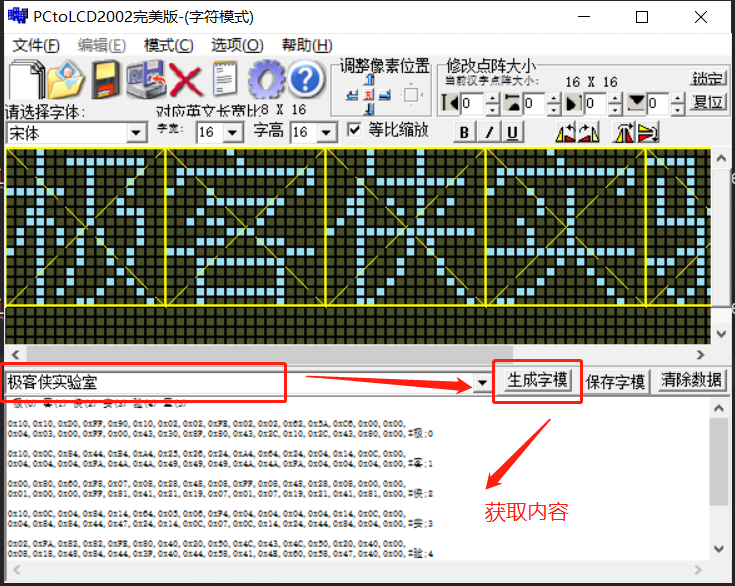 PCtoLCD2002完美版-(字符模式)
文件(F) 编辑(E) 模式(C) 选项(O) 帮助(H)
调整像素位置
修改点阵大小
当前汉字点阵大小: 16 X 16
锁定
0 0 0 0 复位
请选择字体: 对应英文长宽比8 X 16
宋体 字宽: 16 字高 16 等比缩放 B I U
极客侠实验室 生成字模 保存字模 清除数据
0x10,0x10,0xD0,0xFF,0x90,0x10,0x02,0x02,0xFE,0x02,0x02,0x62,0x5A,0xC6,0x00,0x00,
0x04,0x03,0x00,0xFF,0x00,0x43,0x30,0x8F,0x80,0x43,0x2C,0x10,0x2C,0x43,0x80,0x00,#极;0
0x10,0x0C,0x84,0x44,0xB4,0xA4,0x25,0x26,0x24,0xA4,0x64,0x24,0x04,0x14,0x0C,0x00,
0x04,0x04,0x04,0xFA,0x4A,0x4A,0x49,0x49,0x49,0x4A,0x4A,0xFA,0x04,0x04,0x04,0x00,#客;1
0x00,0x80,0x60,0xF8,0x07,0x08,0x28,0x48,0x08,0xFF,0x08,0x48,0x28,0x08,0x00,0x00,
0x01,0x00,0x00,0xFF,0x81,0x41,0x21,0x19,0x07,0x01,0x07,0x19,0x21,0x41,0x81,0x00,#侠;2
0x10,0x0C,0x04,0x84,0x14,0x64,0x05,0x06,0xF4,0x04,0x04,0x04,0x04,0x14,0x0C,0x00,
0x04,0x84,0x84,0x44,0x47,0x24,0x14,0x0C,0x07,0x0C,0x14,0x24,0x44,0x84,0x04,0x00,#实;3
0x02,0xFA,0x82,0x82,0xFE,0x80,0x40,0x20,0x50,0x4C,0x43,0x4C,0x50,0x20,0x40,0x00,
0x08,0x18,0x48,0x84,0x44,0x3F,0x40,0x44,0x58,0x41,0x4E,0x60,0x58,0x47,0x40,0x00,#验;4
获取内容